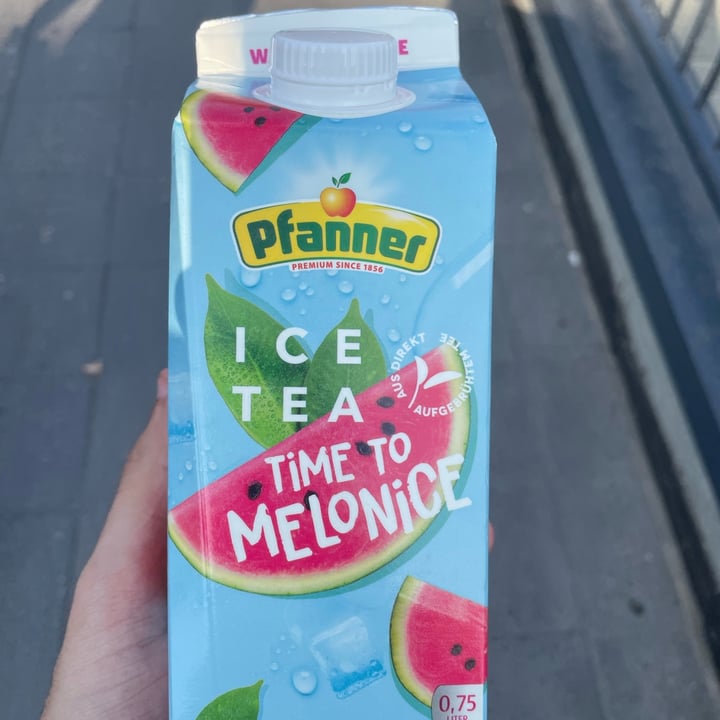 Pfanner
PREMIUM SINCE 1856
ICE
TEA
AUS DIREKT
AUFGEBRÜHTEM TEE
TiME TO
MELONiCE
0,75
LITER